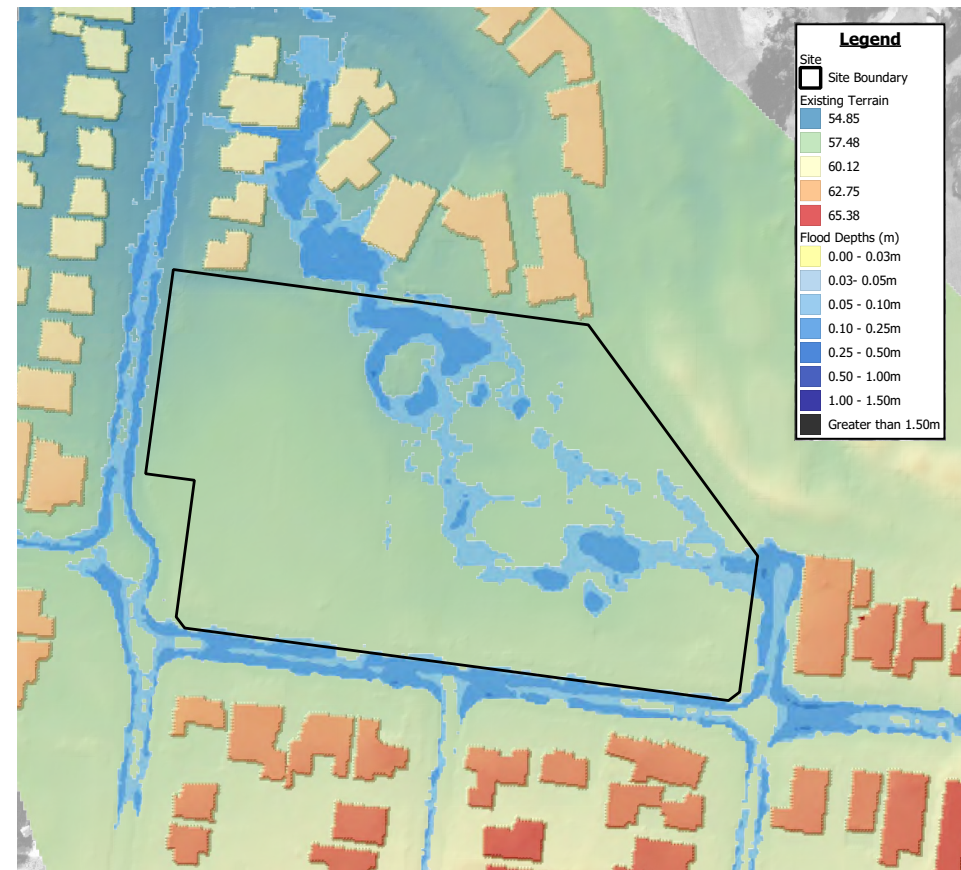 Legend
Site
Site Boundary
Existing Terrain
54.85
57.48
60.12
62.75
65.38
Flood Depths (m)
0.00 - 0.03m
0.03- 0.05m
0.05 - 0.10m
0.10 - 0.25m
0.25 - 0.50m
0.50 - 1.00m
1.00 - 1.50m
Greater than 1.50m